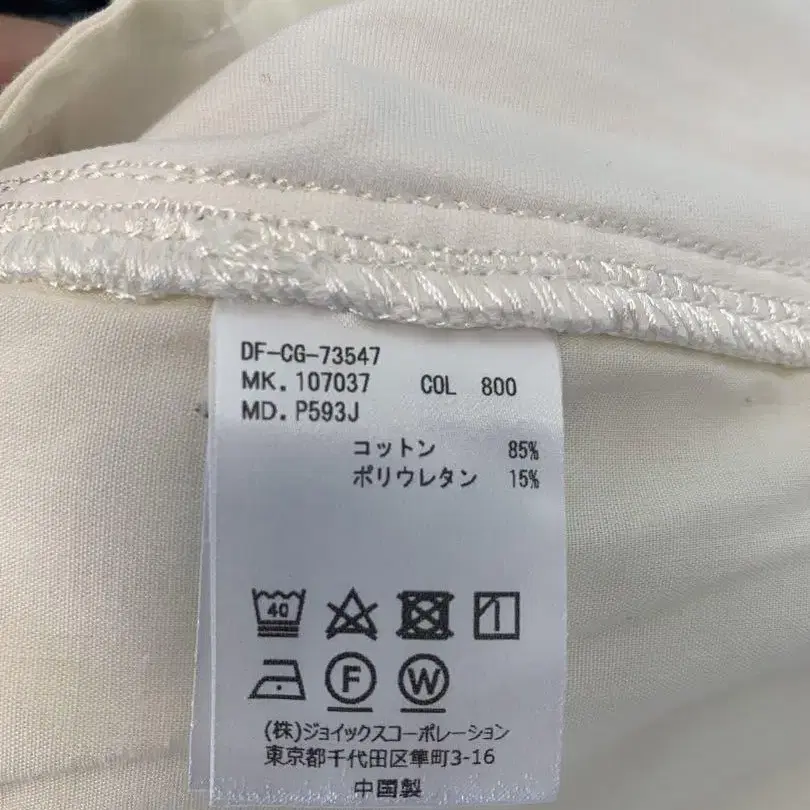 DF-CG-73547
MK. 107037 COL 800
MD. P593J
コットン 85%
ポリウレタン 15%
40
F W
(株)ジョイックスコーポレーション
東京都千代田区隼町3-16
中国製